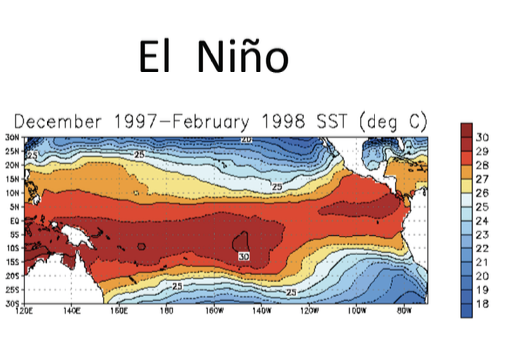 El Niño
December 1997–February 1998 SST (deg C)
30N
25N
20N
15N
10N
5N
EQ
5S
10S
15S
20S
25S
30S
120E 140E 160E 180 160W 140W 120W 100W 80W
25
25
20
25
30
25
25
30
29
28
27
26
25
24
23
22
21
20
19
18